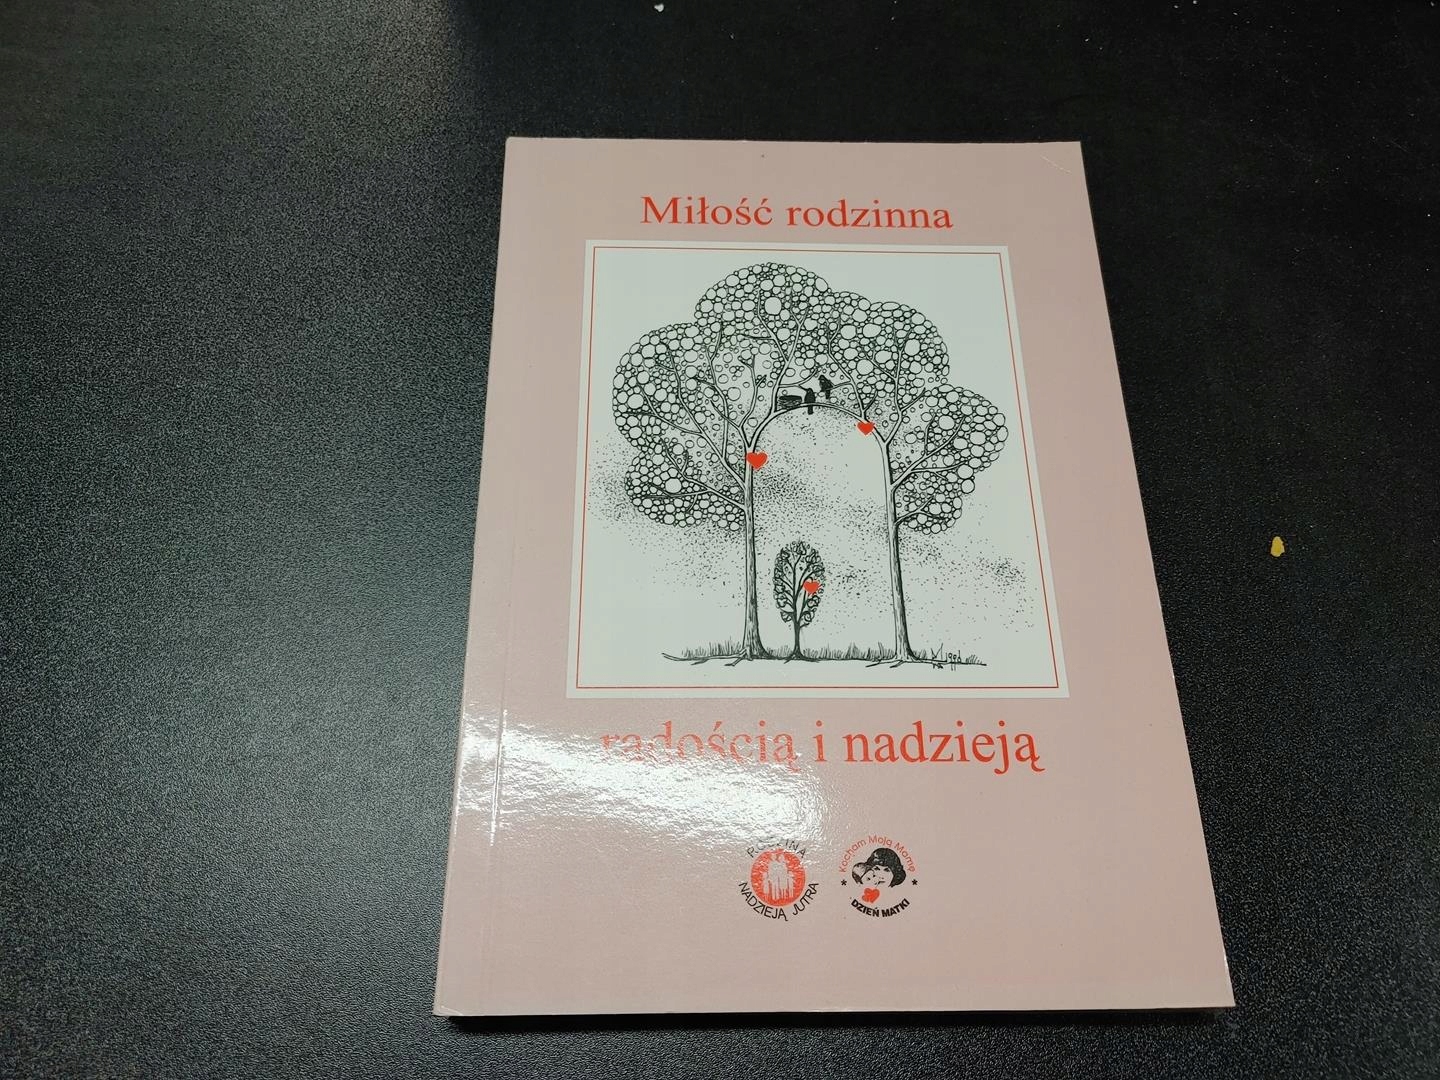 Miłość rodzinna
radością i nadzieją
RODZINA
NADZIEJĄ JUTRA
Kocham Moją Mamę
* DZIEŃ MATKI *